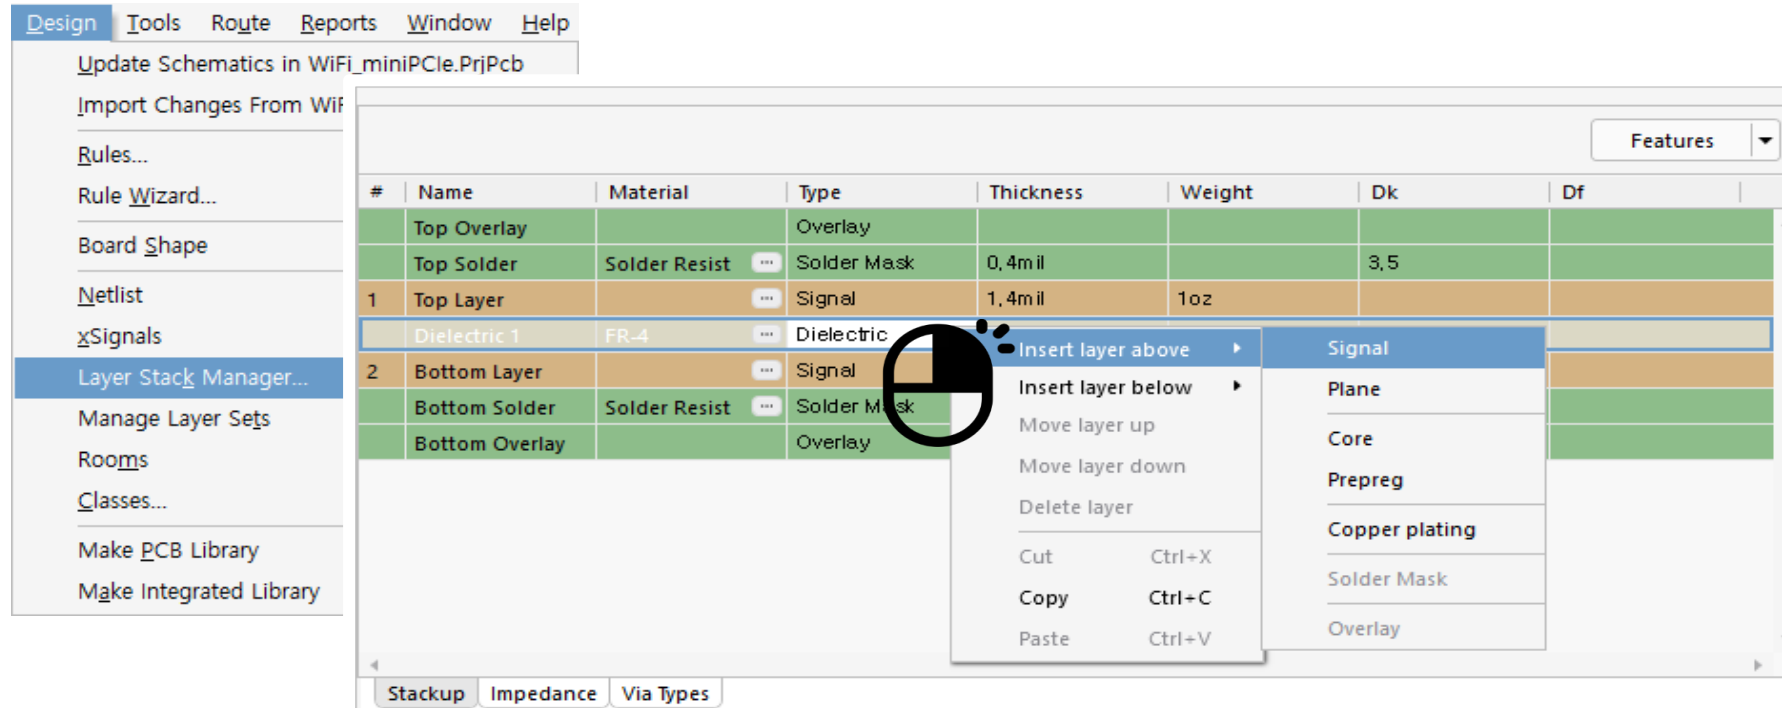 Design Tools Route Reports Window Help
Update Schematics in WiFi_miniPCIe.PrjPcb
Import Changes From WiF
Rules...
Rule Wizard...
Board Shape
Netlist
xSignals
Layer Stack Manager...
Manage Layer Sets
Rooms
Classes...
Make PCB Library
Make Integrated Library
Features
# Name Material Type Thickness Weight Dk Df
Top Overlay Overlay
Top Solder Solder Resist ... Solder Mask 0,4mil 3,5
1 Top Layer ... Signal 1,4mil 1oz
Dielectric 1 FR-4 ... Dielectric
2 Bottom Layer ... Signal
Bottom Solder Solder Resist ... Solder Mask
Bottom Overlay Overlay
Insert layer above
Insert layer below
Move layer up
Move layer down
Delete layer
Cut Ctrl+X
Copy Ctrl+C
Paste Ctrl+V
Signal
Plane
Core
Prepreg
Copper plating
Solder Mask
Overlay
Stackup Impedance Via Types